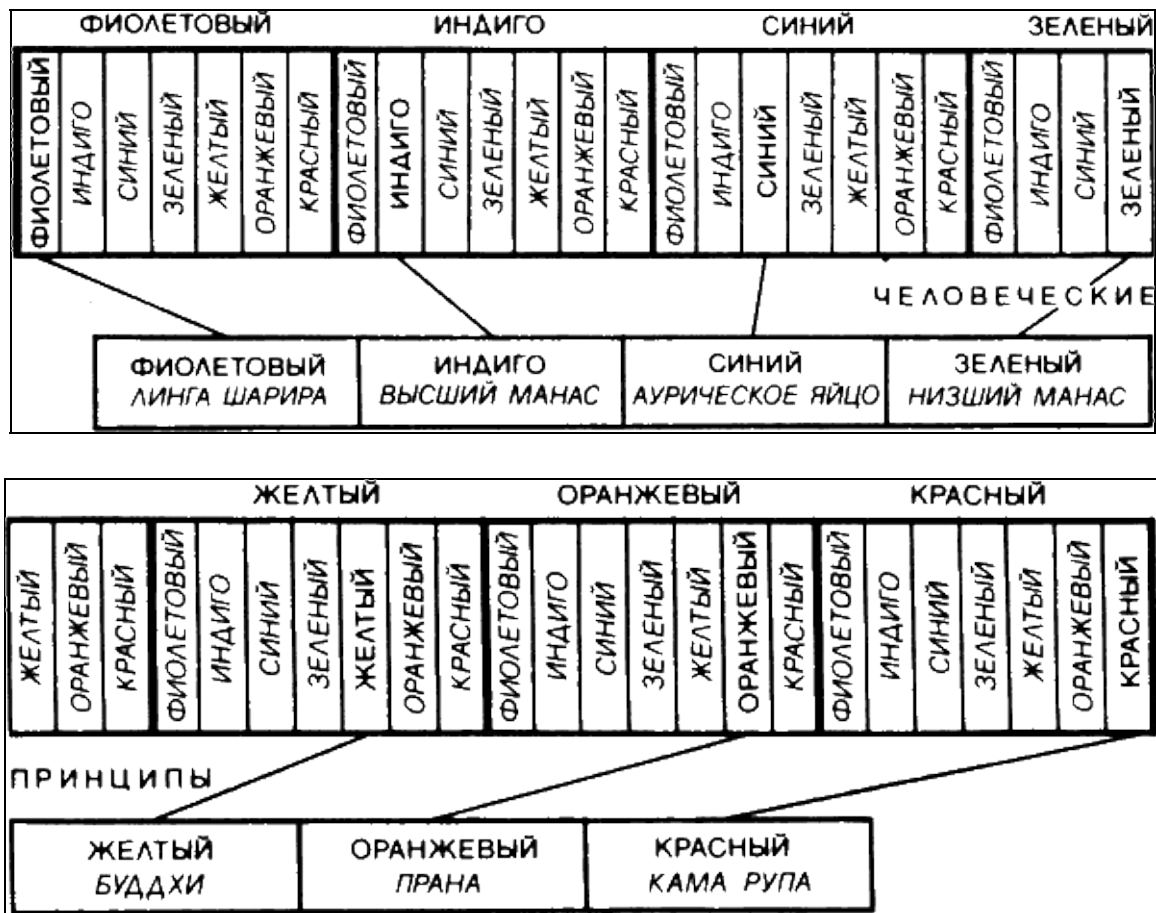 ФИОЛЕТОВЫЙ ИНДИГО СИНИЙ ЗЕЛЕНЫЙ
ФИОЛЕТОВЫЙ ИНДИГО СИНИЙ ЗЕЛЕНЫЙ ЖЕЛТЫЙ ОРАНЖЕВЫЙ КРАСНЫЙ ФИОЛЕТОВЫЙ ИНДИГО СИНИЙ ЗЕЛЕНЫЙ ЖЕЛТЫЙ ОРАНЖЕВЫЙ КРАСНЫЙ ФИОЛЕТОВЫЙ ИНДИГО СИНИЙ ЗЕЛЕНЫЙ ЖЕЛТЫЙ ОРАНЖЕВЫЙ КРАСНЫЙ ФИОЛЕТОВЫЙ ИНДИГО СИНИЙ ЗЕЛЕНЫЙ
ЧЕЛОВЕЧЕСКИЕ
ФИОЛЕТОВЫЙ ИНДИГО СИНИЙ ЗЕЛЕНЫЙ
ЛИНГА ШАРИРА ВЫСШИЙ МАНАС АУРИЧЕСКОЕ ЯЙЦО НИЗШИЙ МАНАС
ЖЕЛТЫЙ ОРАНЖЕВЫЙ КРАСНЫЙ
ЖЕЛТЫЙ ОРАНЖЕВЫЙ КРАСНЫЙ ФИОЛЕТОВЫЙ ИНДИГО СИНИЙ ЗЕЛЕНЫЙ ЖЕЛТЫЙ ОРАНЖЕВЫЙ КРАСНЫЙ ФИОЛЕТОВЫЙ ИНДИГО СИНИЙ ЗЕЛЕНЫЙ ЖЕЛТЫЙ ОРАНЖЕВЫЙ КРАСНЫЙ ФИОЛЕТОВЫЙ ИНДИГО СИНИЙ ЗЕЛЕНЫЙ ЖЕЛТЫЙ ОРАНЖЕВЫЙ КРАСНЫЙ
ПРИНЦИПЫ
ЖЕЛТЫЙ ОРАНЖЕВЫЙ КРАСНЫЙ
БУДДХИ ПРАНА КАМА РУПА